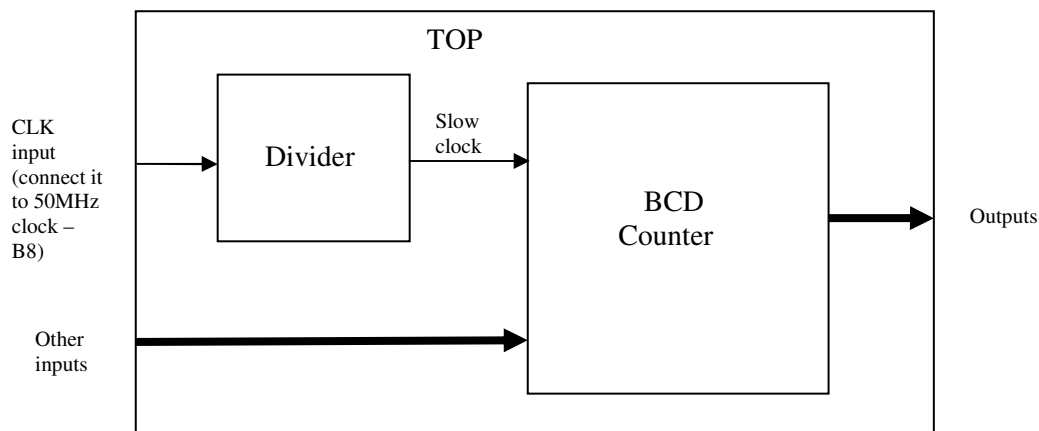 TOP
CLK
input
(connect it
to 50MHz
clock –
B8)
Divider
Slow
clock
BCD
Counter
Outputs
Other
inputs